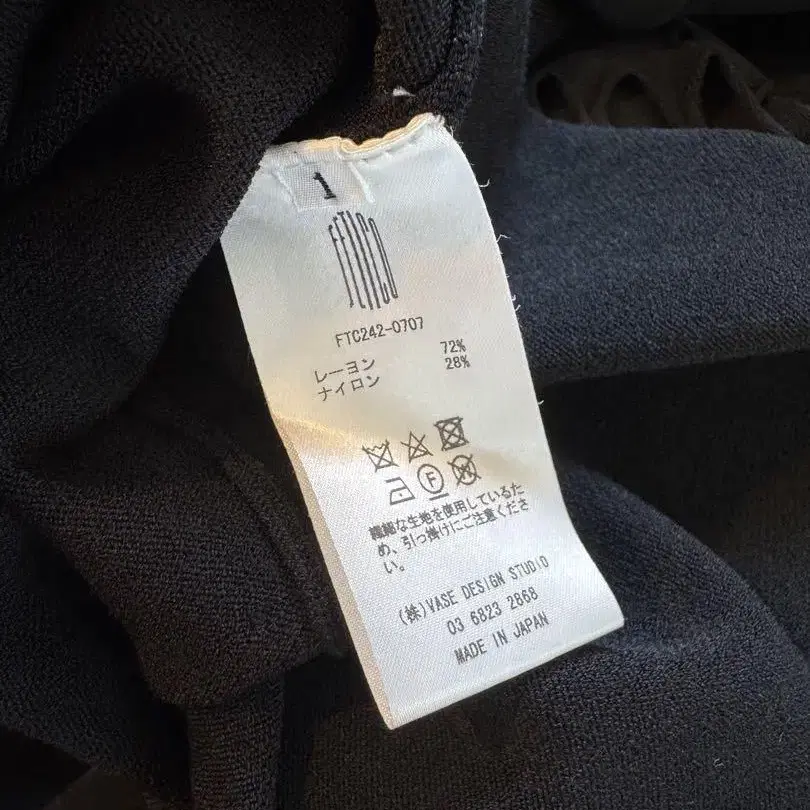 1
FETICO
FTC242-0707
レーヨン 72%
ナイロン 28%
F
繊細な生地を使用しているた
め、引っ掛けにご注意くださ
い。
(株)VASE DESIGN STUDIO
03 6823 2868
MADE IN JAPAN